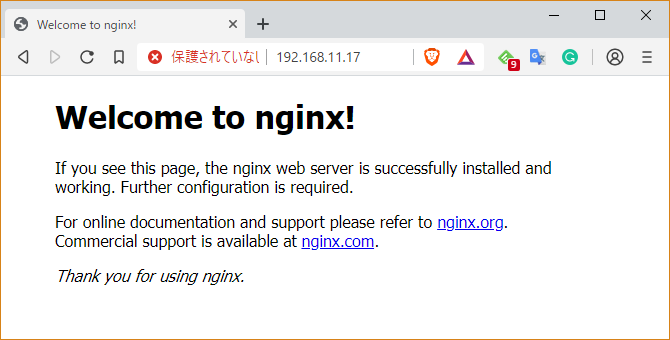 Welcome to nginx!
保護されていない
192.168.11.17
9
Welcome to nginx!
If you see this page, the nginx web server is successfully installed and
working. Further configuration is required.
For online documentation and support please refer to nginx.org.
Commercial support is available at nginx.com.
Thank you for using nginx.